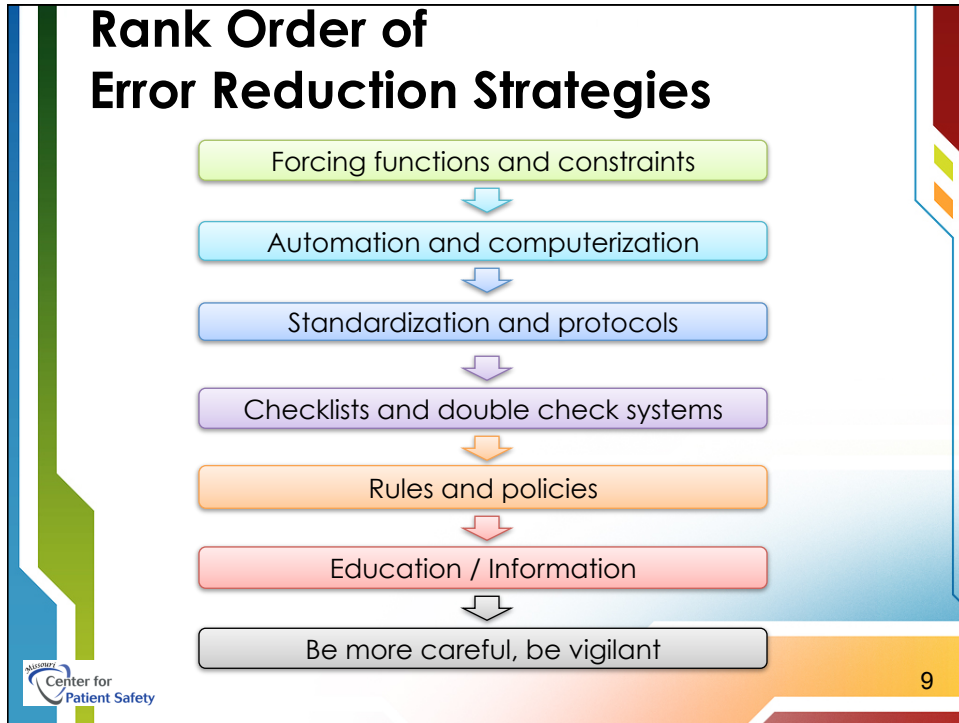 Rank Order of
Error Reduction Strategies
Forcing functions and constraints
Automation and computerization
Standardization and protocols
Checklists and double check systems
Rules and policies
Education / Information
Be more careful, be vigilant
Missouri
Center for
Patient Safety
9